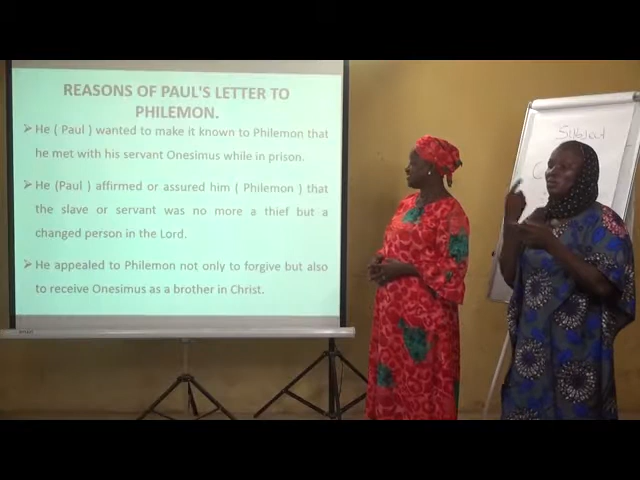 REASONS OF PAUL'S LETTER TO
PHILEMON.
➢ He ( Paul ) wanted to make it known to Philemon that
he met with his servant Onesimus while in prison.
➢ He (Paul ) affirmed or assured him ( Philemon ) that
the slave or servant was no more a thief but a
changed person in the Lord.
➢ He appealed to Philemon not only to forgive but also
to receive Onesimus as a brother in Christ.